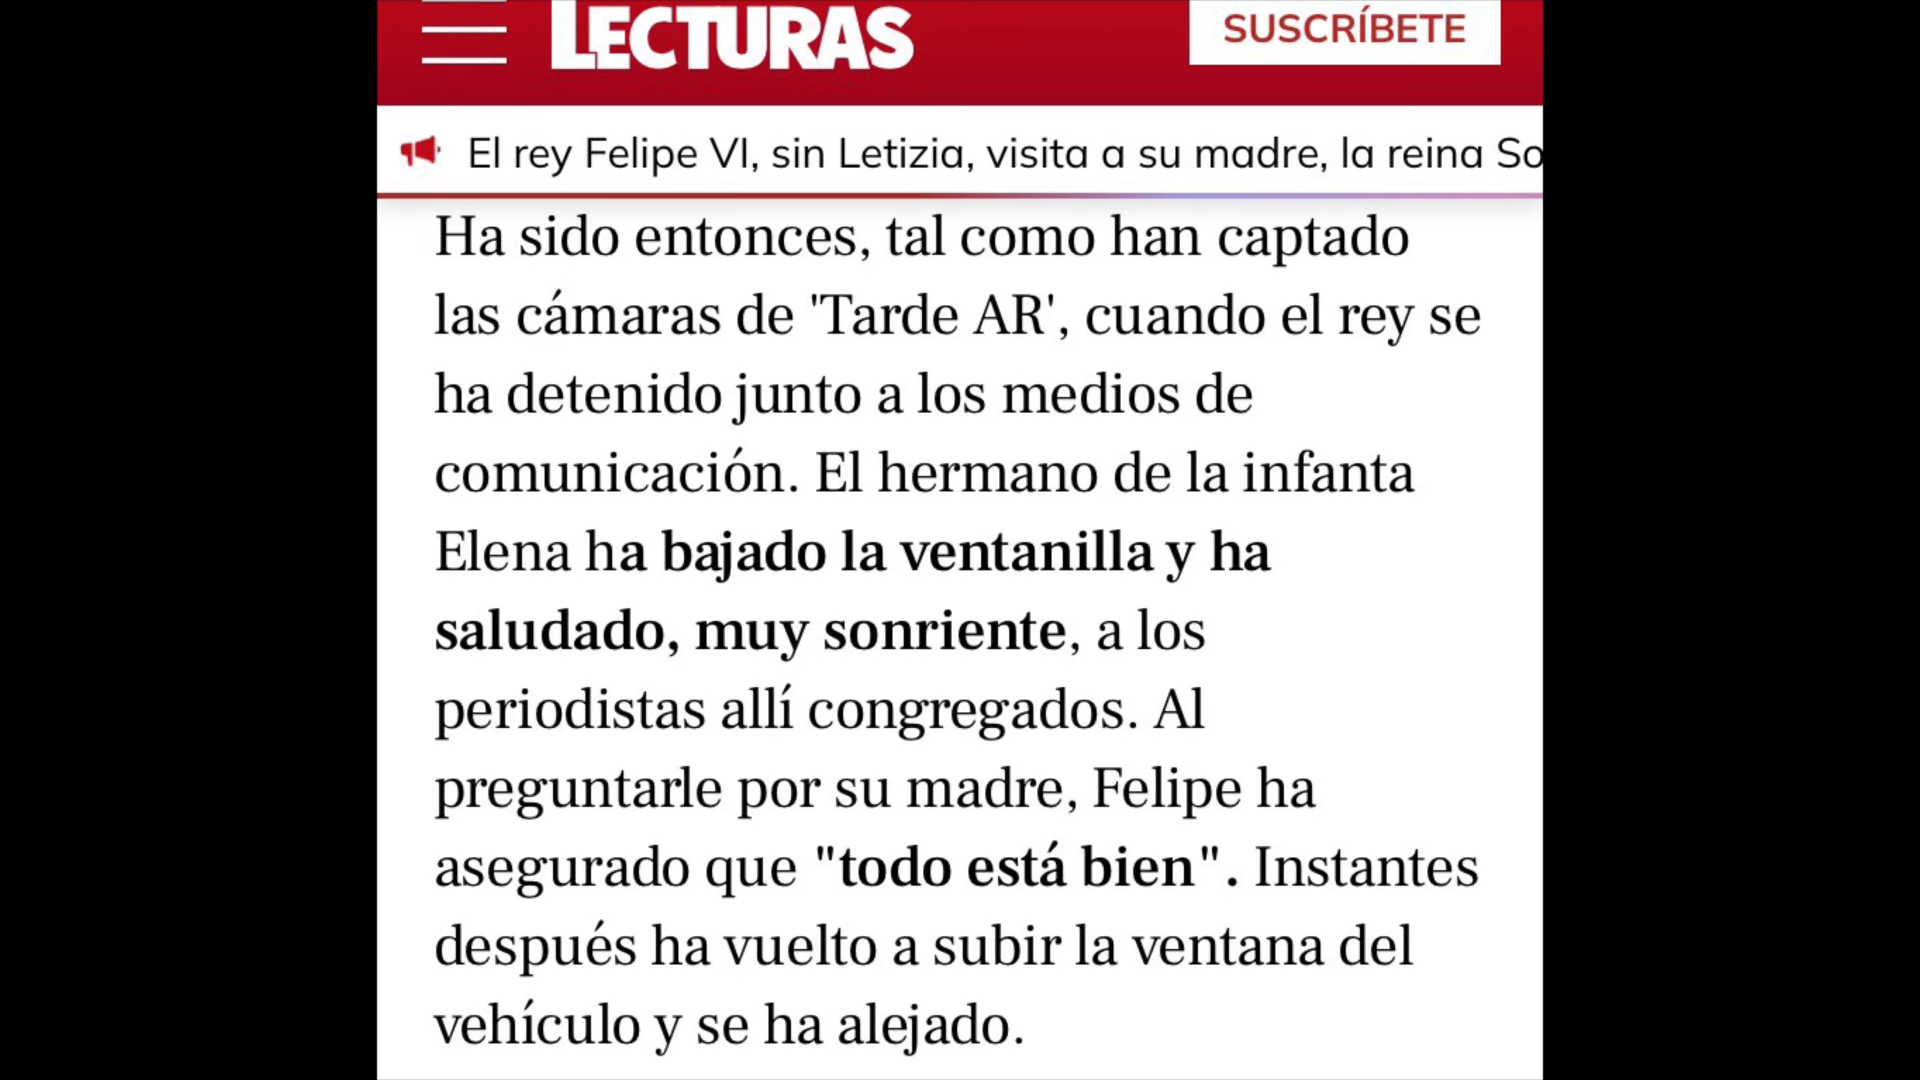 LECTURAS
SUSCRÍBETE
El rey Felipe VI, sin Letizia, visita a su madre, la reina So
Ha sido entonces, tal como han captado
las cámaras de 'Tarde AR', cuando el rey se
ha detenido junto a los medios de
comunicación. El hermano de la infanta
Elena ha bajado la ventanilla y ha
saludado, muy sonriente, a los
periodistas allí congregados. Al
preguntarle por su madre, Felipe ha
asegurado que "todo está bien". Instantes
después ha vuelto a subir la ventana del
vehículo y se ha alejado.